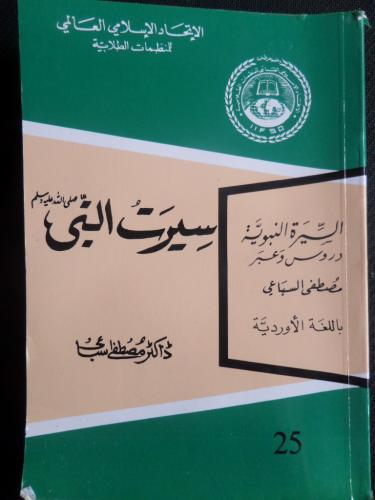 الإتحاد الإسلامي العالمي
للمنظمات الطلابية
IIFSO
سیرت النبی صلی اللہ علیہ وسلم
السيرة النبوية
دروس وعبر
مصطفى السباعي
باللغة الأوردية
ڈاکٹر مصطفیٰ سباعی
25